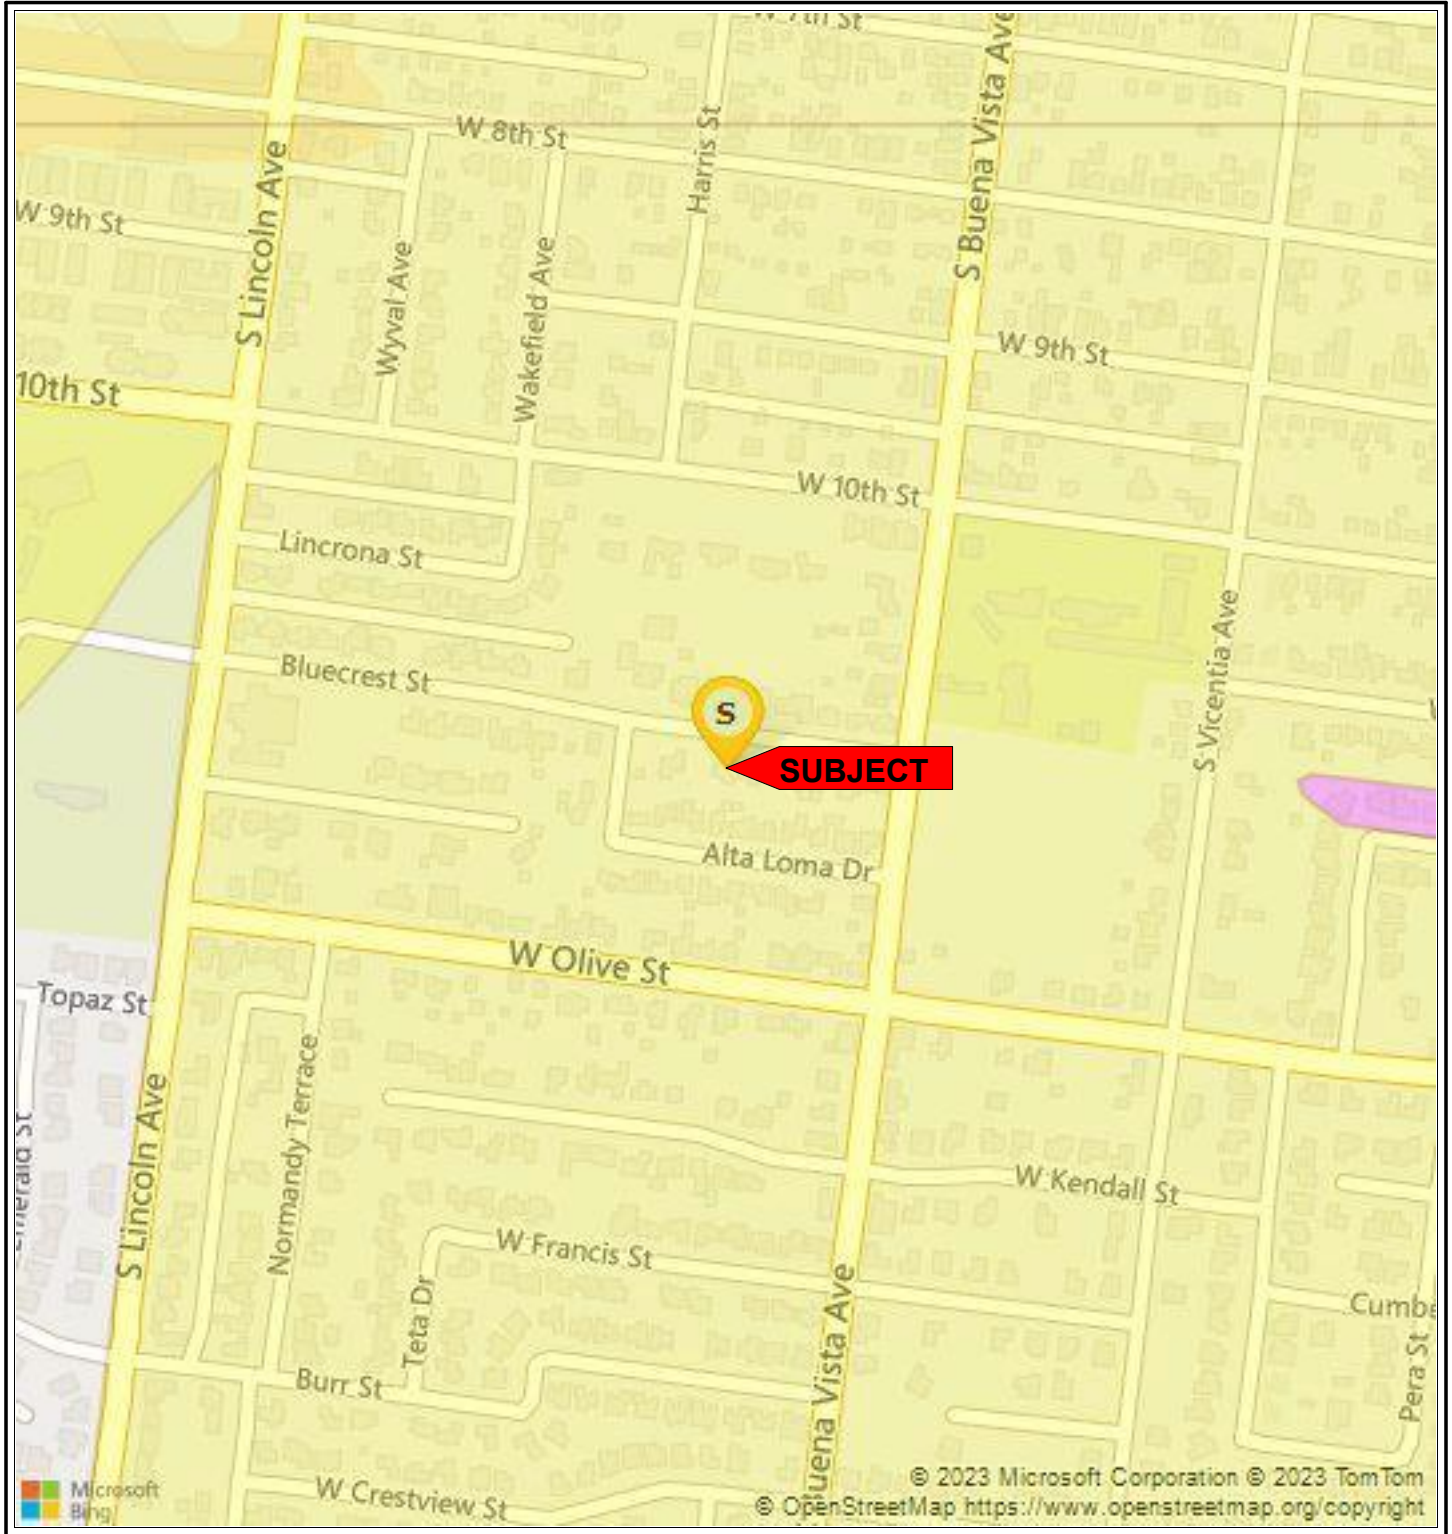 W 7th St
W 8th St
Harris St
S Buena Vista Ave
W 9th St
S Lincoln Ave
Wyval Ave
Wakefield Ave
W 9th St
10th St
W 10th St
Lincrona St
Bluecrest St
S Vicentia Ave
S
SUBJECT
Alta Loma Dr
W Olive St
Topaz St
Normandy Terrace
S Lincoln Ave
Emerald St
W Kendall St
W Francis St
Teta Dr
Buena Vista Ave
Cumbe
Pera St
Burr St
W Crestview St
Microsoft
Bing
© 2023 Microsoft Corporation © 2023 TomTom
© OpenStreetMap https://www.openstreetmap.org/copyright